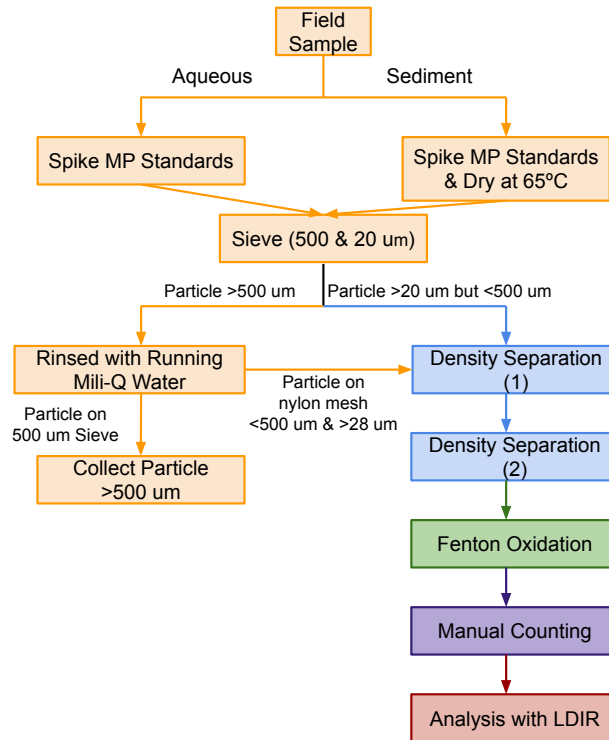 Field
Sample
Aqueous
Sediment
Spike MP Standards
Spike MP Standards
& Dry at 65ºC
Sieve (500 & 20 um)
Particle >500 um
Particle >20 um but <500 um
Rinsed with Running
Mili-Q Water
Particle on
nylon mesh
<500 um & >28 um
Density Separation
(1)
Particle on
500 um Sieve
Collect Particle
>500 um
Density Separation
(2)
Fenton Oxidation
Manual Counting
Analysis with LDIR